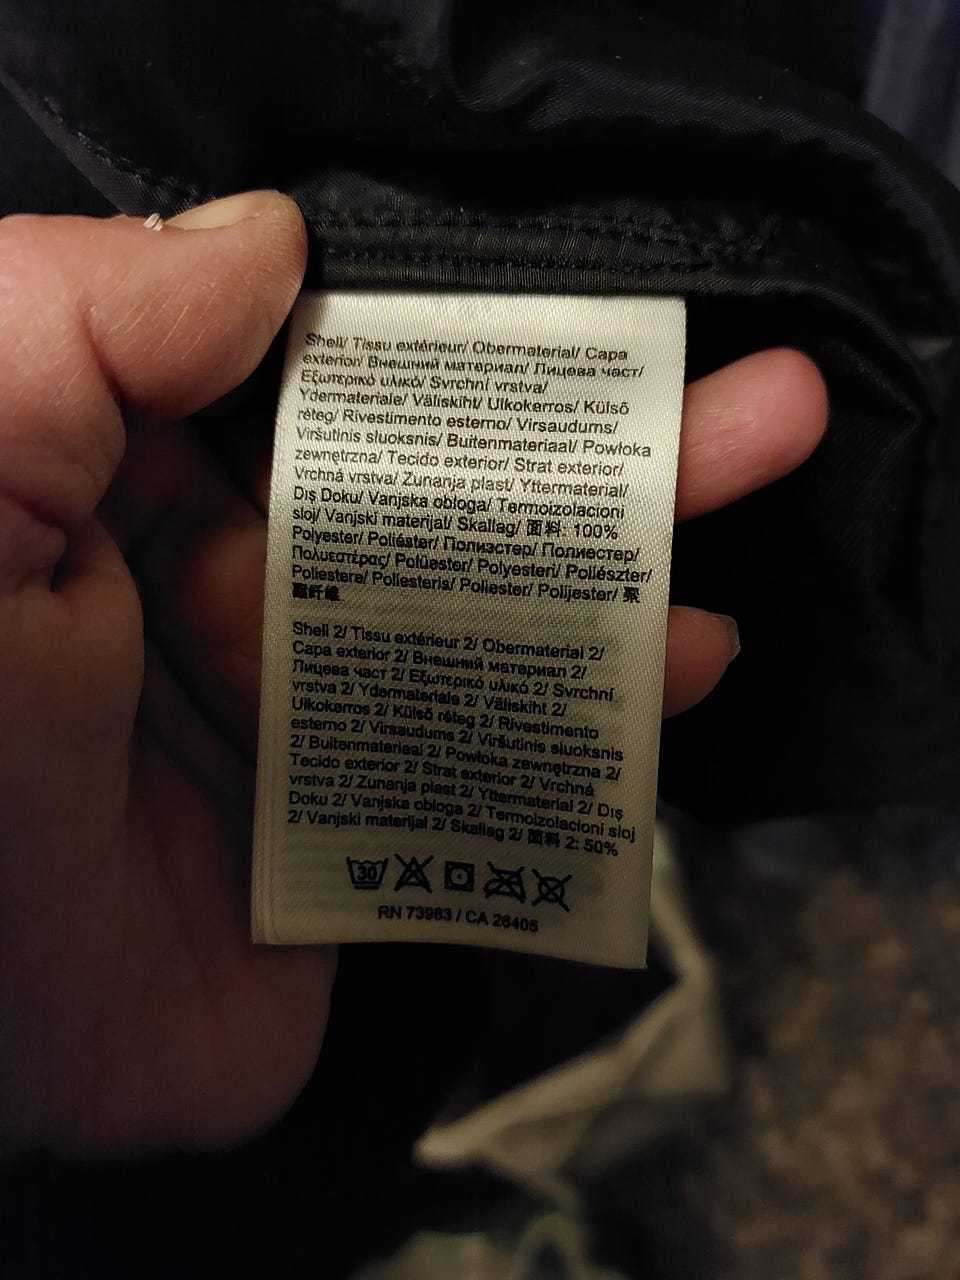 Shell/ Tissu extérieur/ Obermaterial/ Capa
exterior/ Внешний материал/ Лицева част/
Εξωτερικό υλικό/ Svrchní vrstva/
Ydermateriale/ Väliskiht/ Ulkokerros/ Külső
réteg/ Rivestimento esterno/ Virsaudums/
Viršutinis sluoksnis/ Buitenmateriaal/ Powłoka
zewnętrzna/ Tecido exterior/ Strat exterior/
Vrchná vrstva/ Zunanja plast/ Yttermaterial/
Dış Doku/ Vanjska obloga/ Termoizolacioni
sloj/ Vanjski materijal/ Skallag/ 面料: 100%
Polyester/ Poliéster/ Полиэстер/ Полиестер/
Πολυεστέρας/ Polüester/ Polyesteri/ Poliészter/
Poliestere/ Poliesteris/ Poliester/ Polijester/ 聚
酯纤维
Shell 2/ Tissu extérieur 2/ Obermaterial 2/
Capa exterior 2/ Внешний материал 2/
Лицева част 2/ Εξωτερικό υλικό 2/ Svrchní
vrstva 2/ Ydermateriale 2/ Väliskiht 2/
Ulkokerros 2/ Külső réteg 2/ Rivestimento
esterno 2/ Virsaudums 2/ Viršutinis sluoksnis
2/ Buitenmateriaal 2/ Powłoka zewnętrzna 2/
Tecido exterior 2/ Strat exterior 2/ Vrchná
vrstva 2/ Zunanja plast 2/ Yttermaterial 2/ Dış
Doku 2/ Vanjska obloga 2/ Termoizolacioni sloj
2/ Vanjski materijal 2/ Skallag 2/ 面料 2: 50%
30
RN 73983 / CA 26405